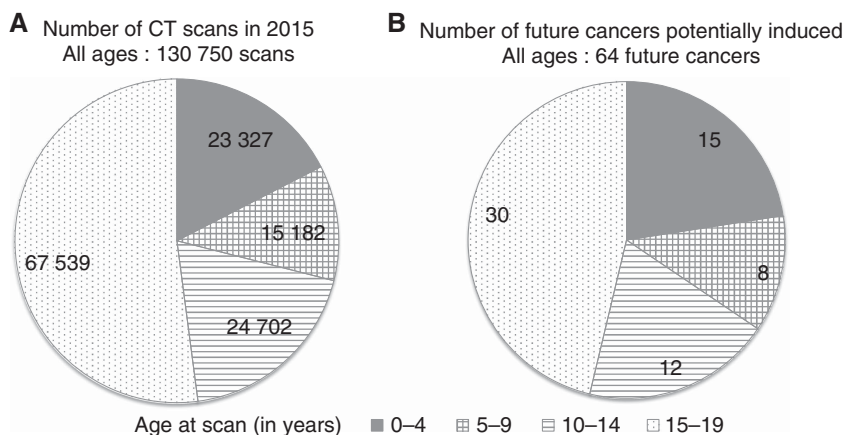 A Number of CT scans in 2015
All ages : 130 750 scans
23 327
15 182
24 702
67 539
B Number of future cancers potentially induced
All ages : 64 future cancers
15
8
12
30
Age at scan (in years) 0–4 5–9 10–14 15–19